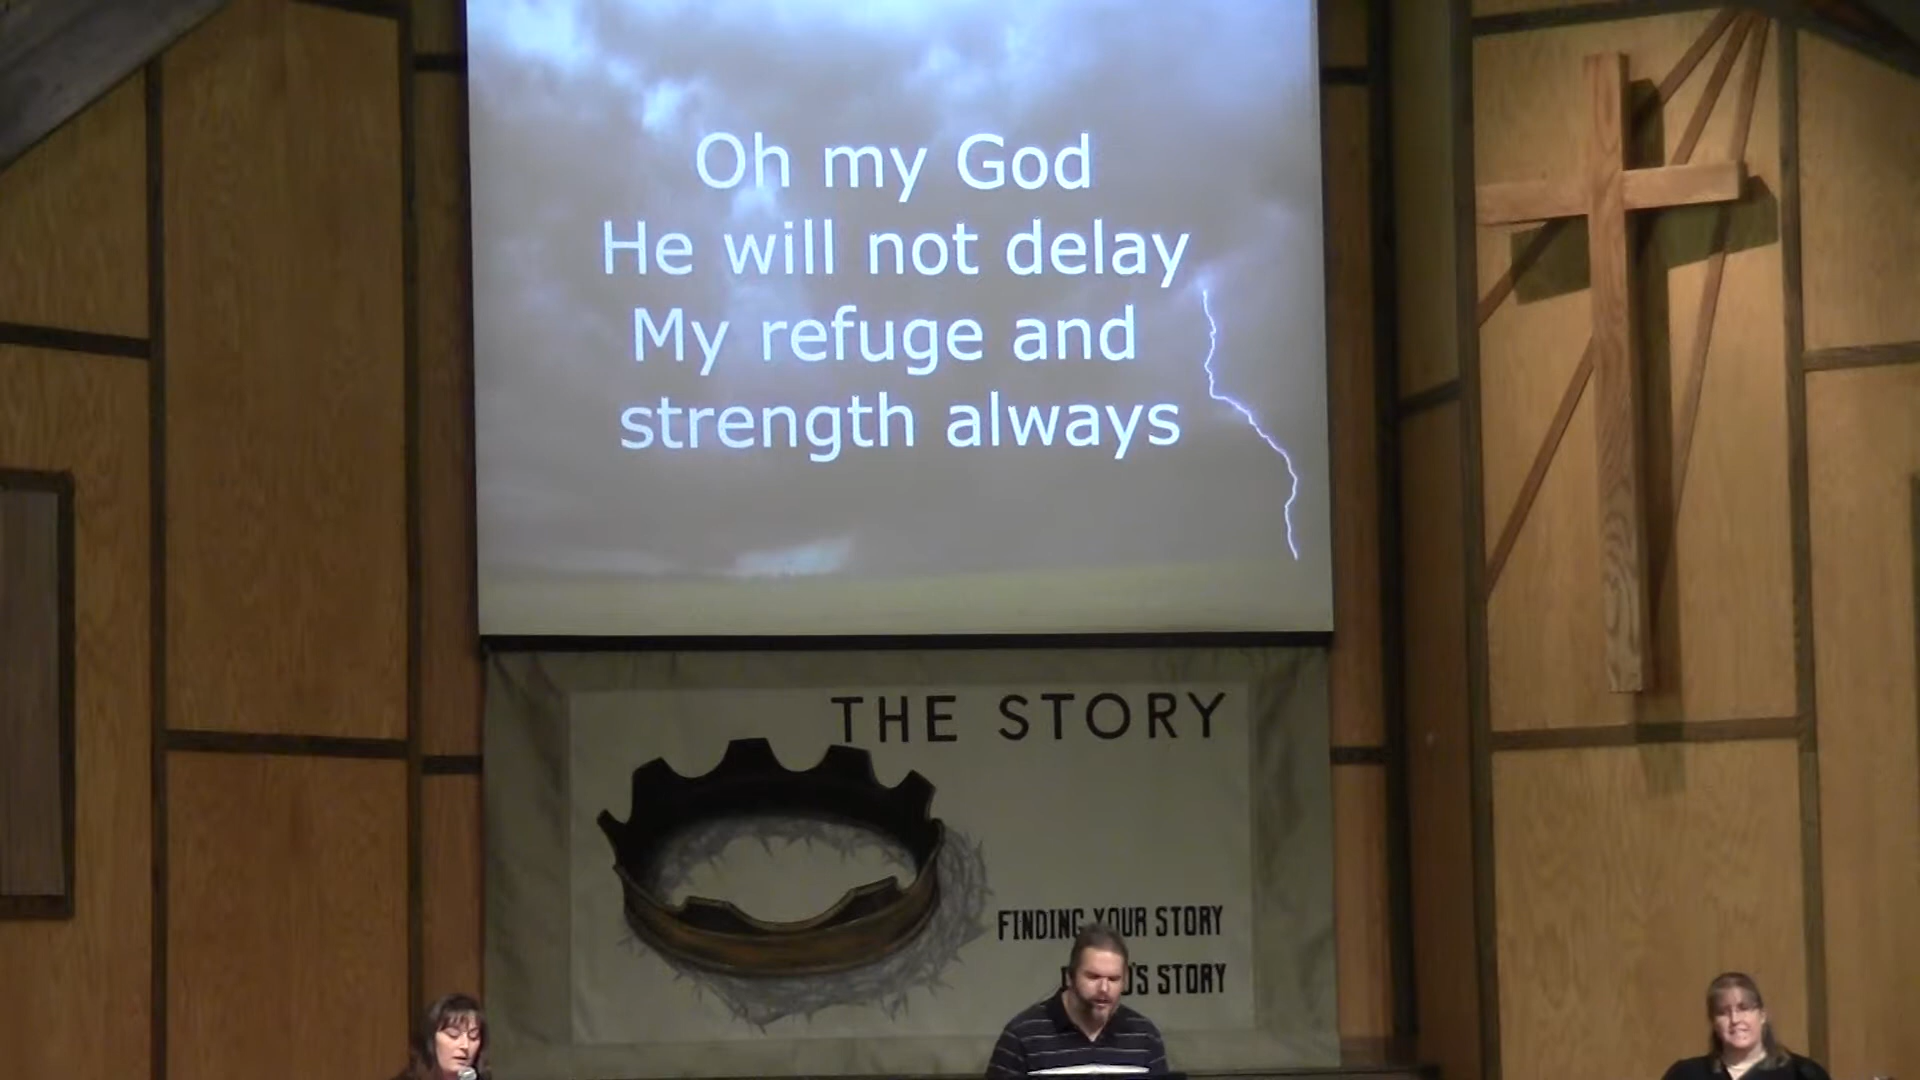 Oh my God
He will not delay
My refuge and
strength always
THE STORY
FINDING YOUR STORY
STORY